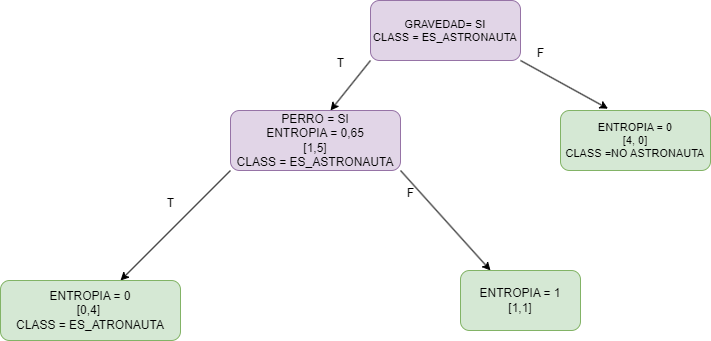 GRAVEDAD= SI
CLASS = ES_ASTRONAUTA
T
F
PERRO = SI
ENTROPIA = 0,65
[1,5]
CLASS = ES_ASTRONAUTA
ENTROPIA = 0
[4, 0]
CLASS =NO ASTRONAUTA
T
F
ENTROPIA = 0
[0,4]
CLASS = ES_ATRONAUTA
ENTROPIA = 1
[1,1]